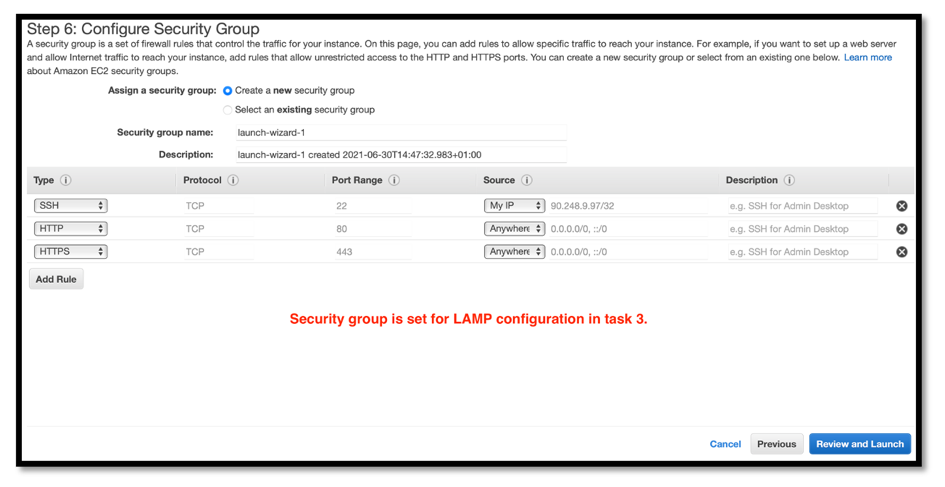 Step 6: Configure Security Group
A security group is a set of firewall rules that control the traffic for your instance. On this page, you can add rules to allow specific traffic to reach your instance. For example, if you want to set up a web server
and allow Internet traffic to reach your instance, add rules that allow unrestricted access to the HTTP and HTTPS ports. You can create a new security group or select from an existing one below. Learn more
about Amazon EC2 security groups.
Assign a security group: Create a new security group
Select an existing security group
Security group name: launch-wizard-1
Description: launch-wizard-1 created 2021-06-30T14:47:32.983+01:00
Type Protocol Port Range Source Description
SSH TCP 22 My IP 90.248.9.97/32 e.g. SSH for Admin Desktop
HTTP TCP 80 Anywhere 0.0.0.0/0, ::/0 e.g. SSH for Admin Desktop
HTTPS TCP 443 Anywhere 0.0.0.0/0, ::/0 e.g. SSH for Admin Desktop
Add Rule
Security group is set for LAMP configuration in task 3.
Cancel Previous Review and Launch